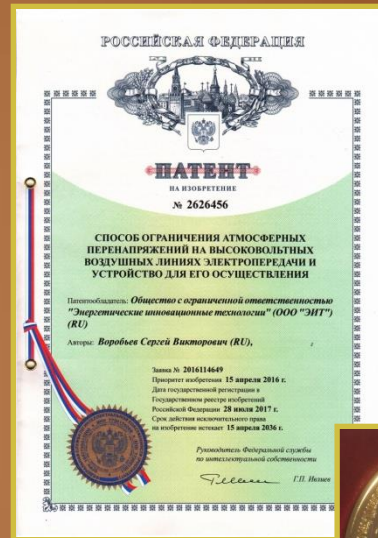 РОССИЙСКАЯ ФЕДЕРАЦИЯ
ПАТЕНТ
НА ИЗОБРЕТЕНИЕ
№ 2626456
СПОСОБ ОГРАНИЧЕНИЯ АТМОСФЕРНЫХ
ПЕРЕНАПРЯЖЕНИЙ НА ВЫСОКОВОЛЬТНЫХ
ВОЗДУШНЫХ ЛИНИЯХ ЭЛЕКТРОПЕРЕДАЧИ И
УСТРОЙСТВО ДЛЯ ЕГО ОСУЩЕСТВЛЕНИЯ
Патентообладатель: Общество с ограниченной ответственностью
"Энергетические инновационные технологии" (ООО "ЭИТ")
(RU)
Авторы: Воробьев Сергей Викторович (RU),
Заявка № 2016114649
Приоритет изобретения 15 апреля 2016 г.
Дата государственной регистрации в
Государственном реестре изобретений
Российской Федерации 28 июля 2017 г.
Срок действия исключительного права
на изобретение истекает 15 апреля 2036 г.
Руководитель Федеральной службы
по интеллектуальной собственности
Г.П. Ивлиев